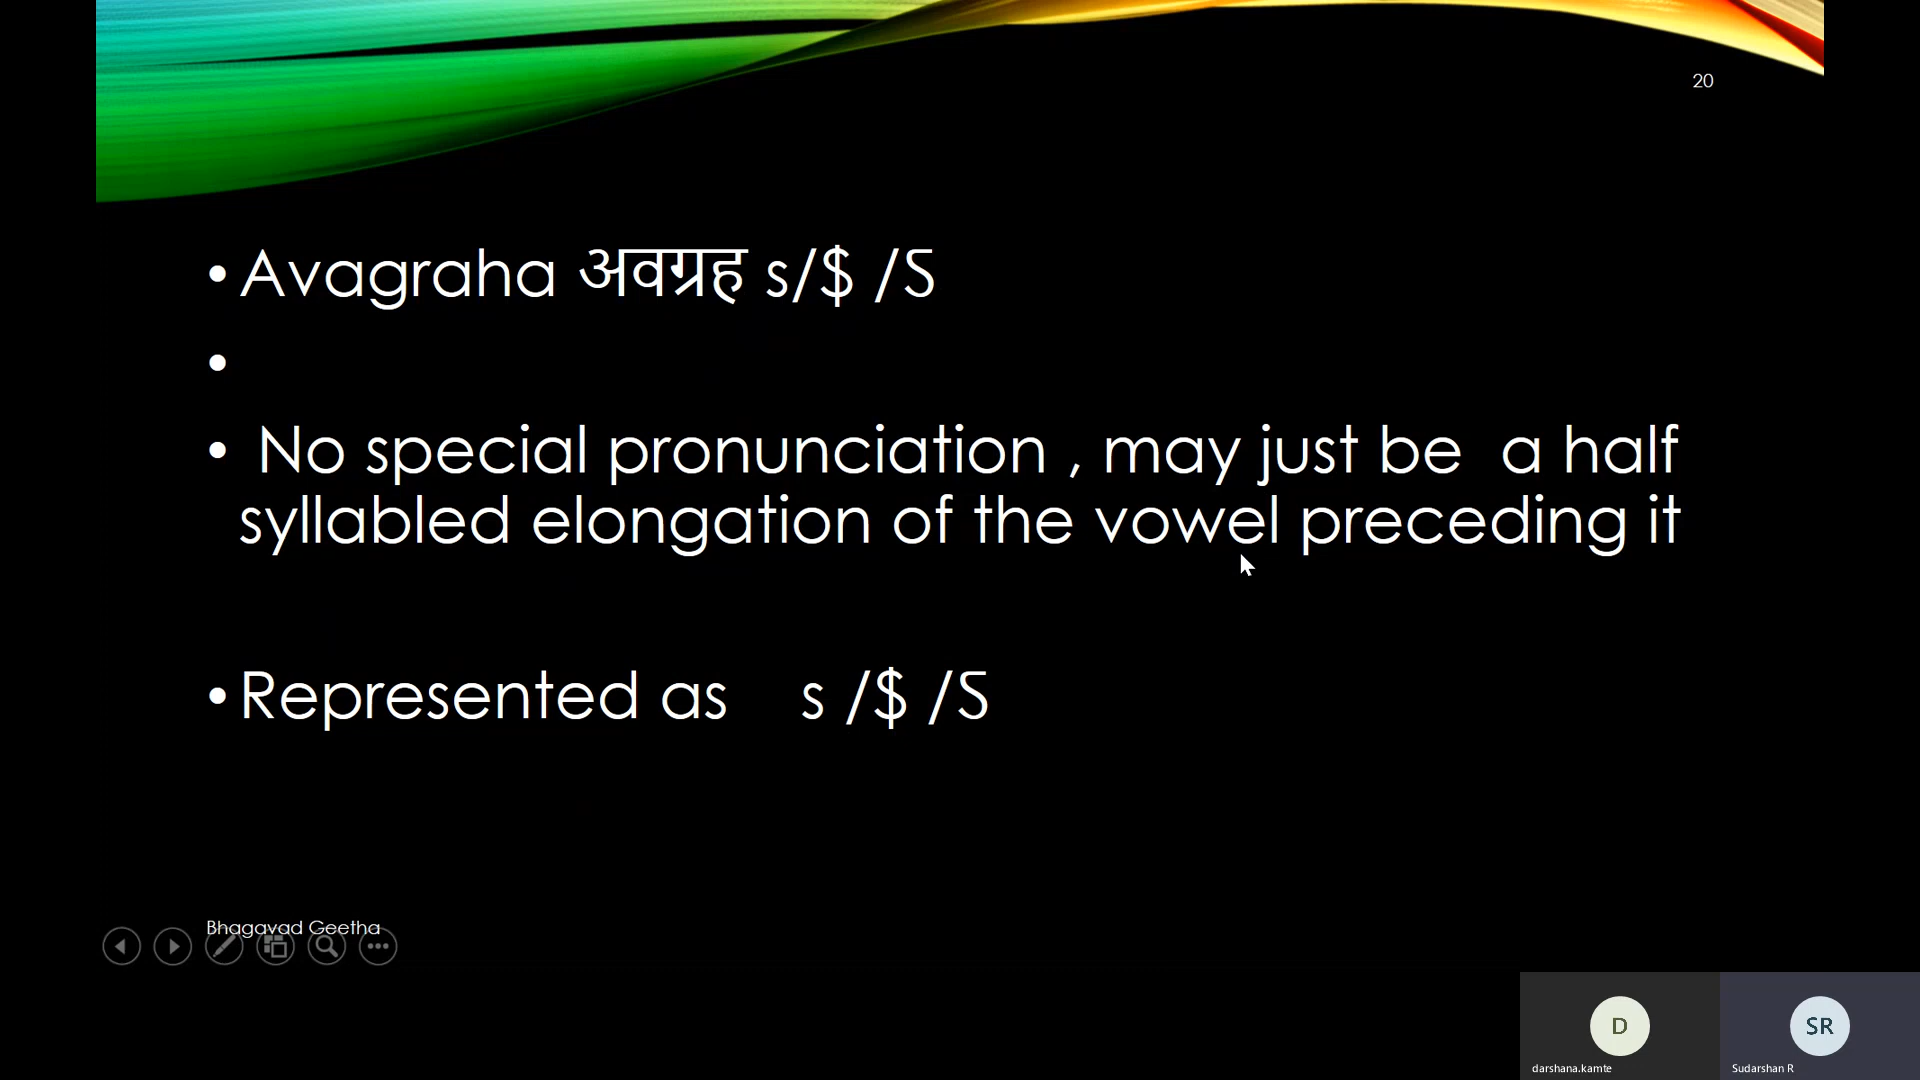 20
• Avagraha अवग्रह s/$ /S
•
• No special pronunciation , may just be a half
syllabled elongation of the vowel preceding it
• Represented as s /$ /S
Bhagavad Geetha
D
SR
darshana.kamte
Sudarshan R